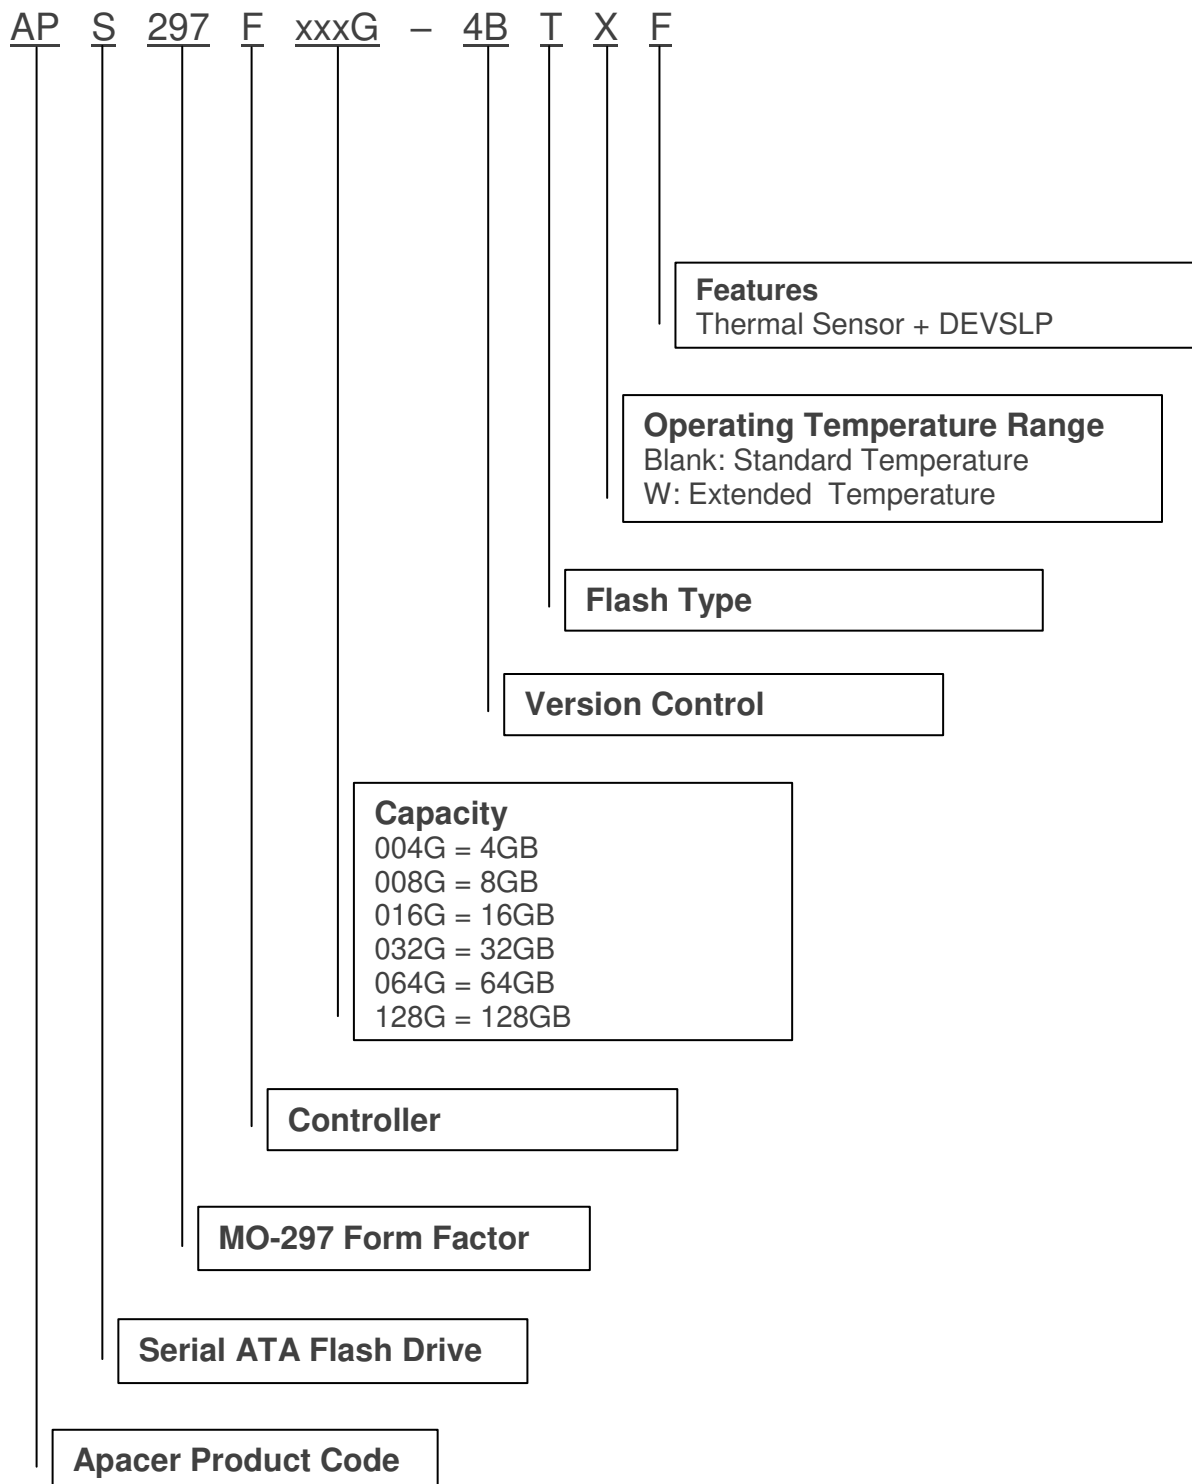 AP S 297 F xxxG – 4B T X F
Features
Thermal Sensor + DEVSLP
Operating Temperature Range
Blank: Standard Temperature
W: Extended Temperature
Flash Type
Version Control
Capacity
004G = 4GB
008G = 8GB
016G = 16GB
032G = 32GB
064G = 64GB
128G = 128GB
Controller
MO-297 Form Factor
Serial ATA Flash Drive
Apacer Product Code